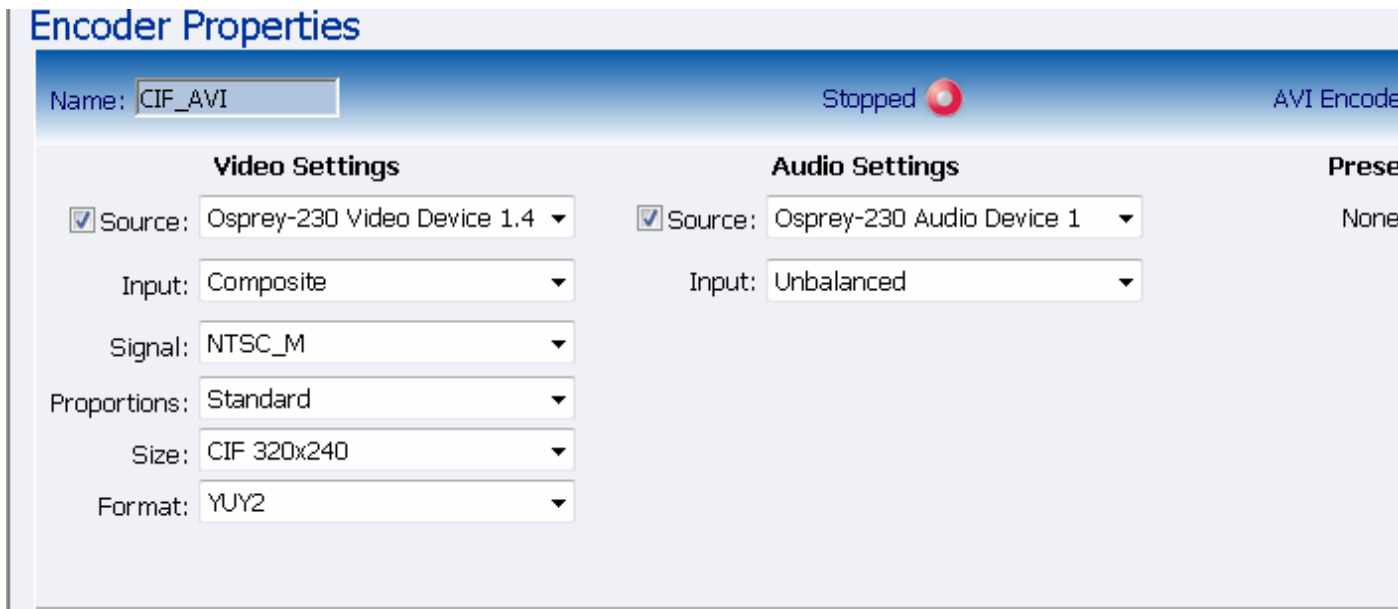 Encoder Properties
Name: CIF_AVI
Stopped
AVI Encode
Video Settings
Source: Osprey-230 Video Device 1.4
Input: Composite
Signal: NTSC_M
Proportions: Standard
Size: CIF 320x240
Format: YUY2
Audio Settings
Source: Osprey-230 Audio Device 1
Input: Unbalanced
Prese
None